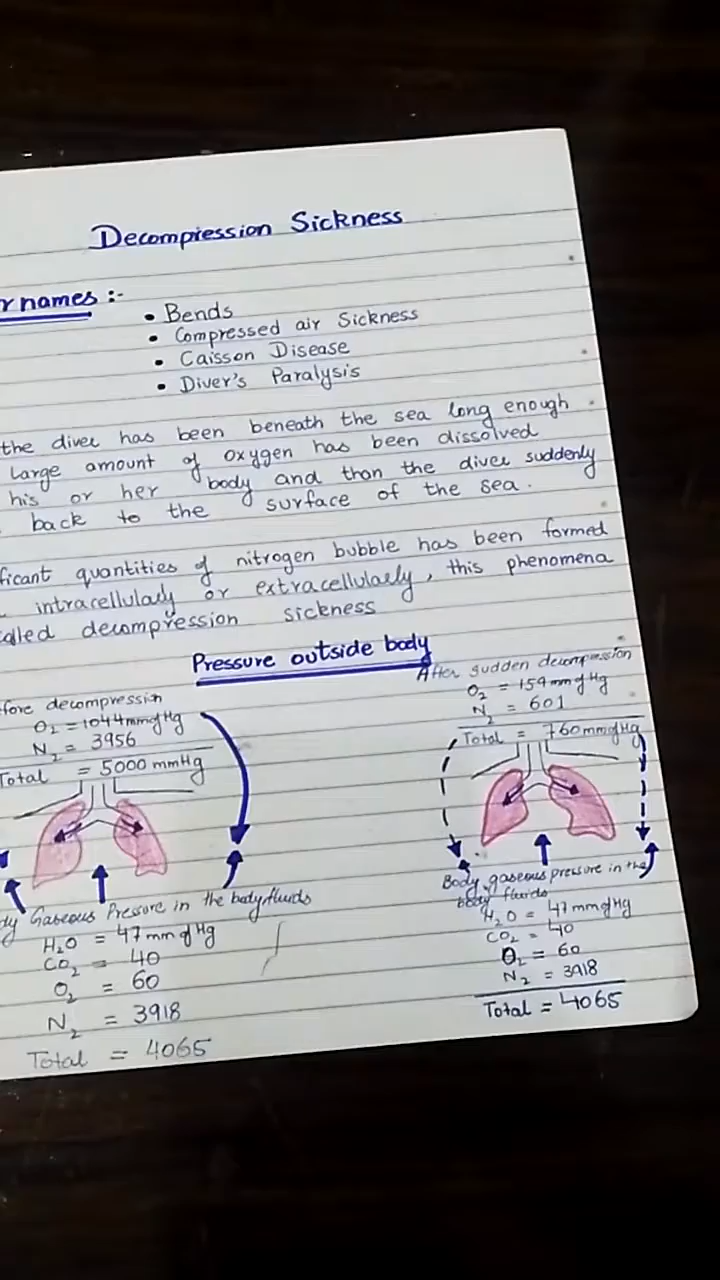 Decompression Sickness
r names :-
• Bends
• Compressed air Sickness
• Caisson Disease
• Diver's Paralysis
the diver has been beneath the sea long enough
Large amount of oxygen has been dissolved
his or her body and than the diver suddenly
back to the surface of the sea.
ficant quantities of nitrogen bubble has been formed
intracellularly or extracellularly, this phenomena
alled decompression sickness
Pressure outside body
fore decompression
O2 = 1044 mmgHg
N2 = 3956
Total = 5000 mmHg
dy Gaseous Pressure in the body fluids
H2O = 47 mm of Hg
CO2 = 40
O2 = 60
N2 = 3918
Total = 4065
After sudden decompression
O2 = 159 mm of Hg
N2 = 601
Total = 760 mm of Hg
Body gaseous pressure in the
body fluids
H2O = 47 mm of Hg
CO2 = 40
O2 = 60
N2 = 3918
Total = 4065